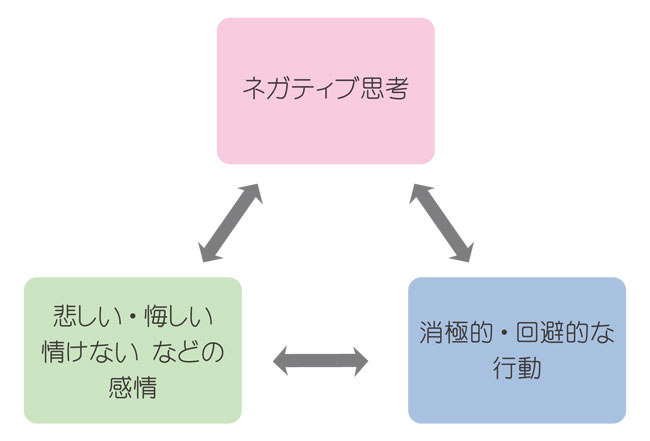 ネガティブ思考
悲しい・悔しい
情けない などの
感情
消極的・回避的な
行動